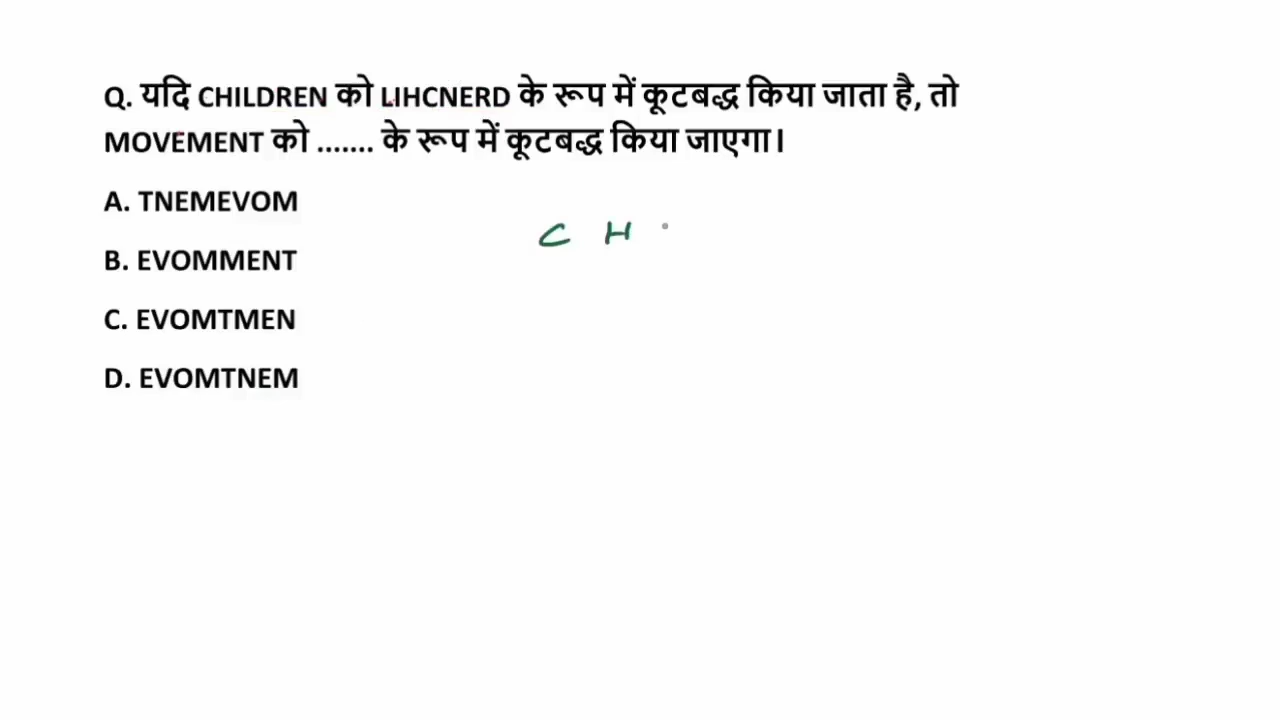 Q. यदि CHILDREN को LIHCNERD के रूप में कूटबद्ध किया जाता है, तो
MOVEMENT को ....... के रूप में कूटबद्ध किया जाएगा।
A. TNEMEVOM
C H
B. EVOMMENT
C. EVOMTMEN
D. EVOMTNEM